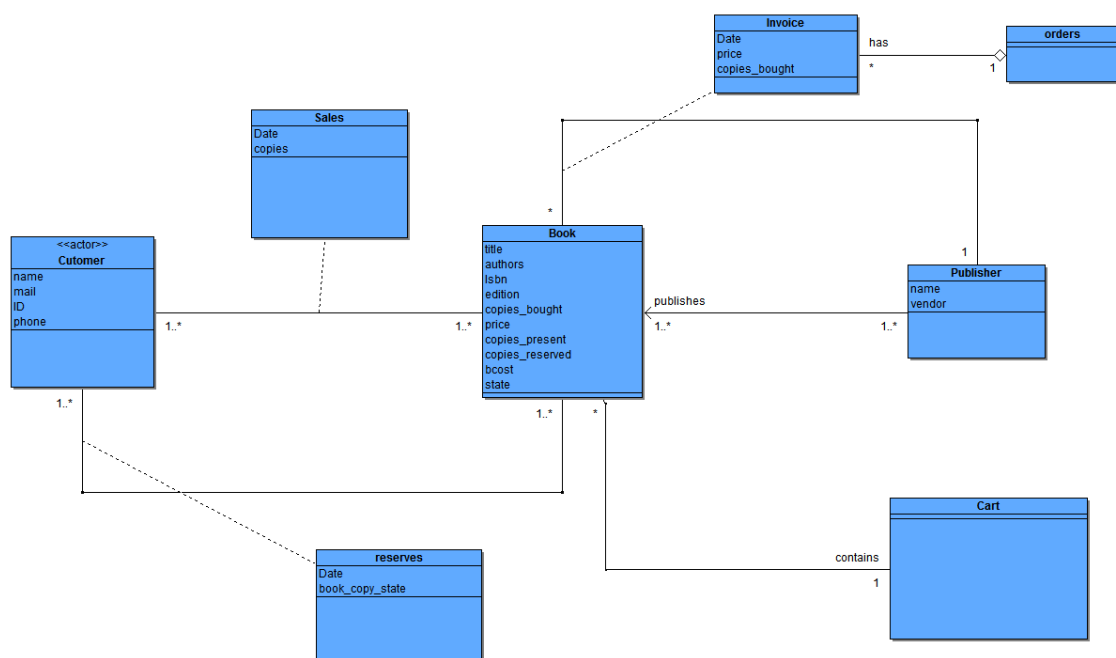 Invoice
Date
price
copies_bought
has
*
1
orders
Sales
Date
copies
<<actor>>
Cutomer
name
mail
ID
phone
1..*
1..*
1..*
*
Book
title
authors
Isbn
edition
copies_bought
price
copies_present
copies_reserved
bcost
state
1..*
*
publishes
1..*
1..*
1
Publisher
name
vendor
contains
1
Cart
reserves
Date
book_copy_state